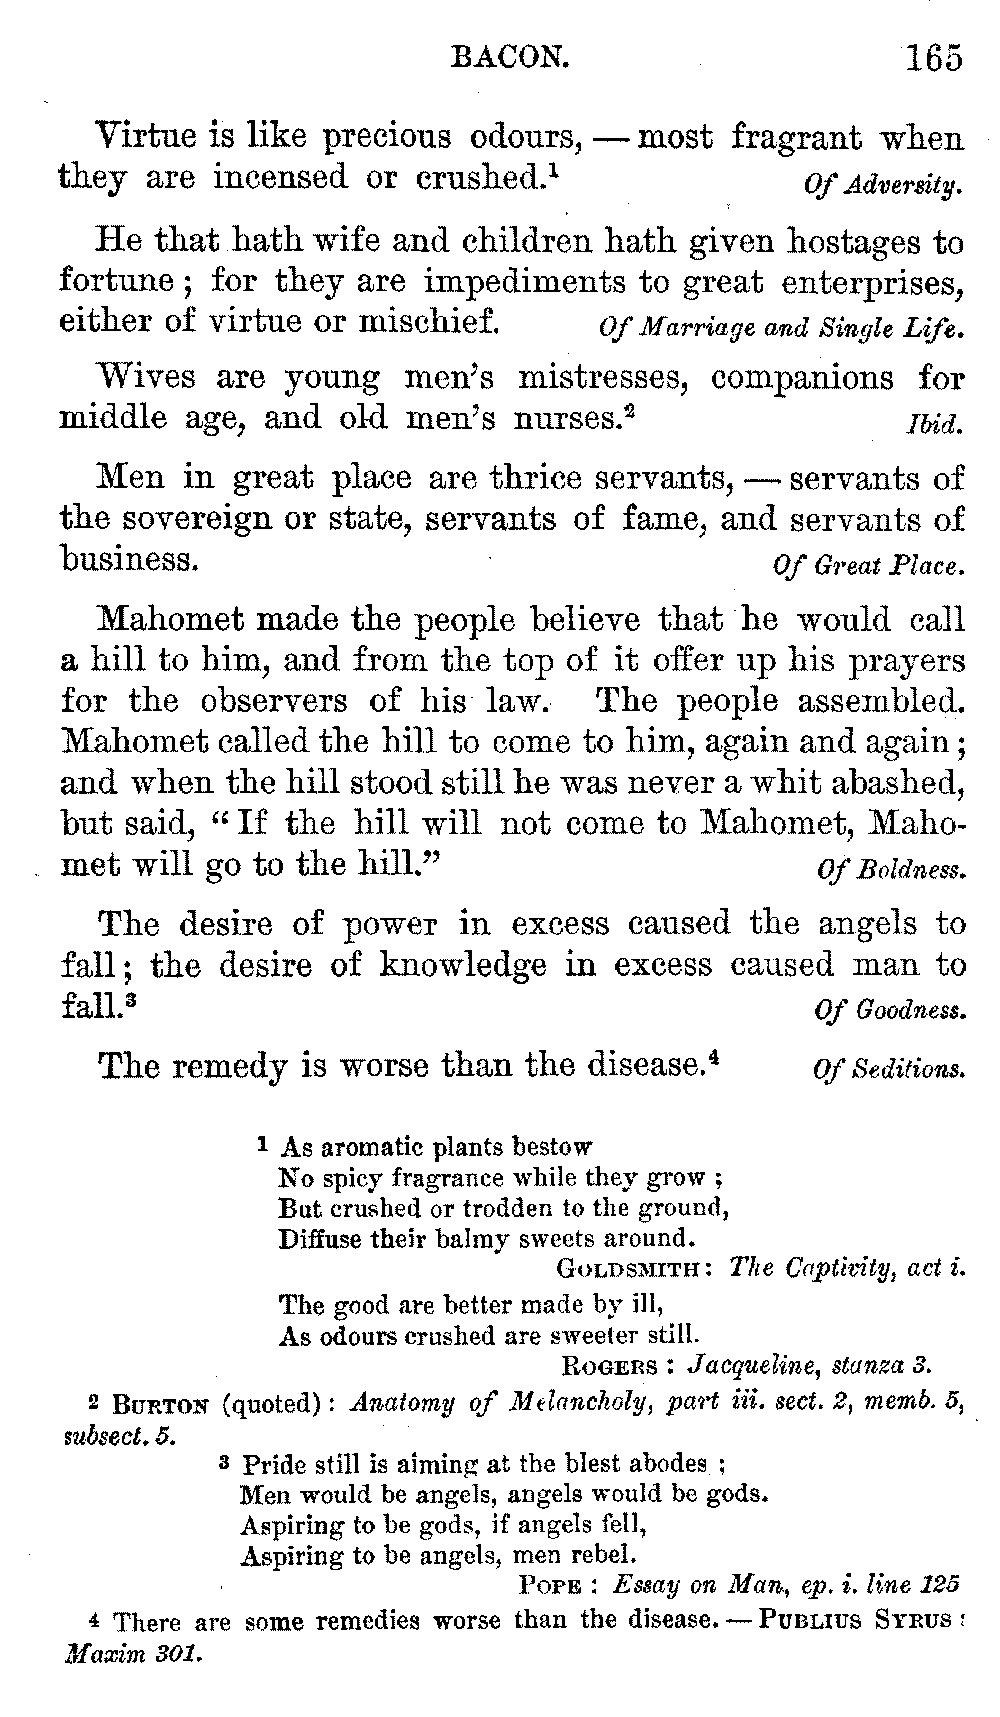 BACON. 165
Virtue is like precious odours, — most fragrant when
they are incensed or crushed.¹ Of Adversity.
He that hath wife and children hath given hostages to
fortune ; for they are impediments to great enterprises,
either of virtue or mischief. Of Marriage and Single Life.
Wives are young men's mistresses, companions for
middle age, and old men's nurses.² Ibid.
Men in great place are thrice servants, — servants of
the sovereign or state, servants of fame, and servants of
business. Of Great Place.
Mahomet made the people believe that he would call
a hill to him, and from the top of it offer up his prayers
for the observers of his law. The people assembled.
Mahomet called the hill to come to him, again and again ;
and when the hill stood still he was never a whit abashed,
but said, “ If the hill will not come to Mahomet, Maho-
met will go to the hill.” Of Boldness.
The desire of power in excess caused the angels to
fall ; the desire of knowledge in excess caused man to
fall.³ Of Goodness.
The remedy is worse than the disease.⁴ Of Seditions.
1 As aromatic plants bestow
No spicy fragrance while they grow ;
But crushed or trodden to the ground,
Diffuse their balmy sweets around.
GOLDSMITH : The Captivity, act i.
The good are better made by ill,
As odours crushed are sweeter still.
ROGERS : Jacqueline, stanza 3.
2 BURTON (quoted) : Anatomy of Melancholy, part iii. sect. 2, memb. 5,
subsect. 5.
3 Pride still is aiming at the blest abodes ;
Men would be angels, angels would be gods.
Aspiring to be gods, if angels fell,
Aspiring to be angels, men rebel.
POPE : Essay on Man, ep. i. line 125
4 There are some remedies worse than the disease. — PUBLIUS SYRUS :
Maxim 301.